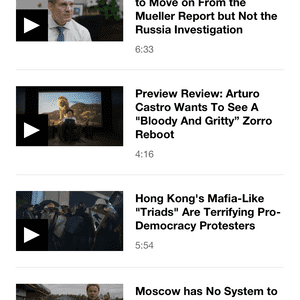 to Move on From the
Mueller Report but Not the
Russia Investigation
6:33
Preview Review: Arturo
Castro Wants To See A
"Bloody And Gritty” Zorro
Reboot
4:16
Hong Kong's Mafia-Like
"Triads" Are Terrifying Pro-
Democracy Protesters
5:54
Moscow has No System to